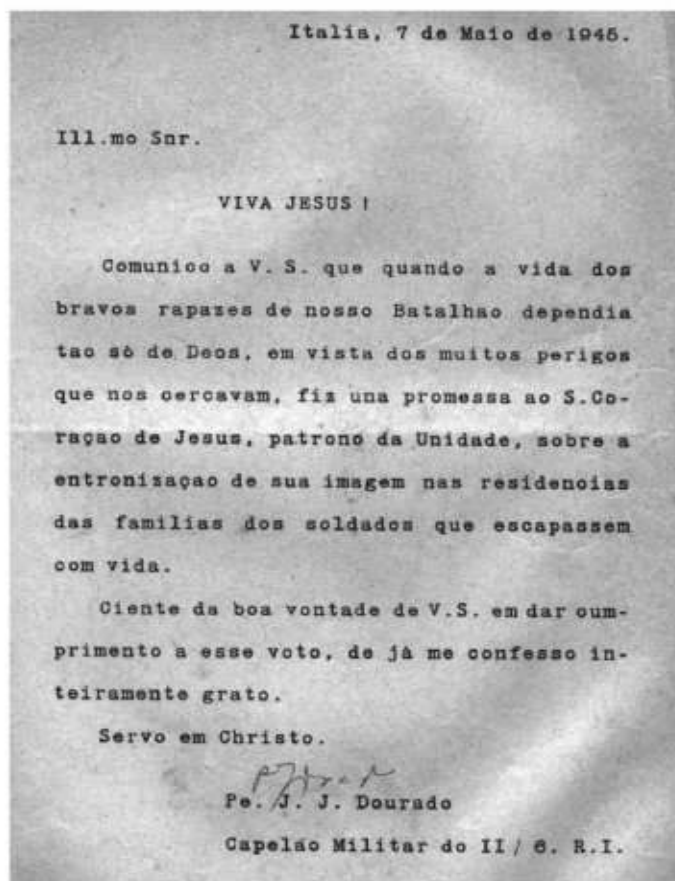 Italia, 7 de Maio de 1945.
Ill.mo Snr.
VIVA JESUS !
Comunico a V. S. que quando a vida dos
bravos rapazes de nosso Batalhao dependia
tao sò de Deos, em vista dos muitos perigos
que nos cercavam, fiz una promessa ao S.Co-
raçao de Jesus, patrono da Unidade, sobre a
entronizaçao de sua imagem nas residencias
das familias dos soldados que escapassem
com vida.
Ciente da boa vontade de V.S. em dar cum-
primento a esse voto, de jà me confesso in-
teiramente grato.
Servo em Christo.
Pe. J. J. Dourado
Capelao Militar do II / 6. R.I.